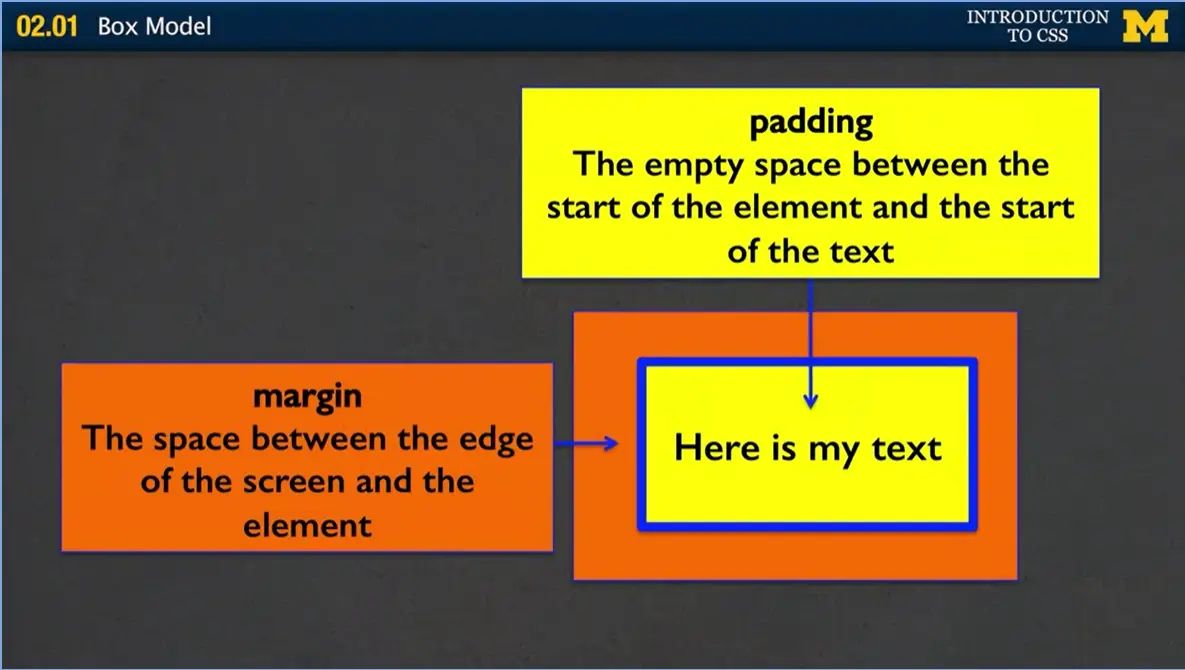 02.01 Box Model
INTRODUCTION
TO CSS
M
padding
The empty space between the
start of the element and the start
of the text
margin
The space between the edge
of the screen and the
element
Here is my text